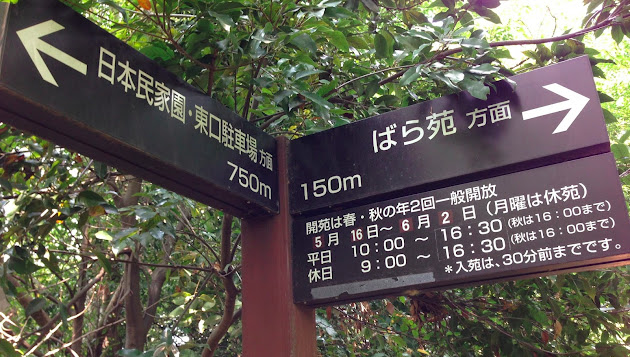 日本民家園・東口駐車場方面
750m
ばら苑 方面
150m
開苑は春・秋の年2回一般開放
5月16日〜6月2日(月曜は休苑)
平日 10:00 〜 16:30(秋は16:00まで)
休日 9:00 〜 16:30(秋は16:00まで)
*入苑は、30分前までです。